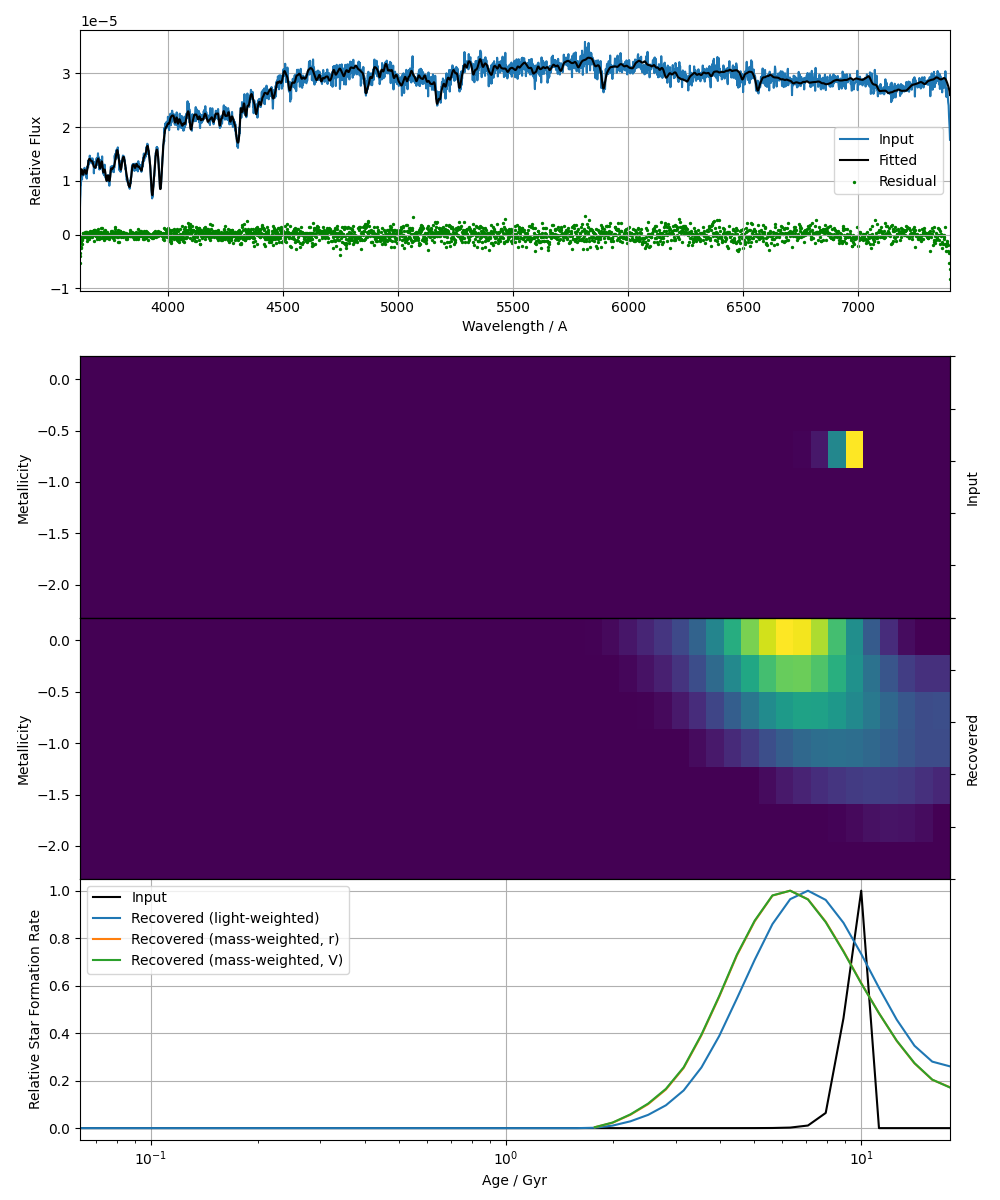 1e−5
3
2
1
0
−1
Relative Flux
Input
Fitted
Residual
4000 4500 5000 5500 6000 6500 7000
Wavelength / A
0.0
−0.5
−1.0
−1.5
−2.0
Metallicity
Input
0.0
−0.5
−1.0
−1.5
−2.0
Metallicity
Recovered
1.0
0.8
0.6
0.4
0.2
0.0
Relative Star Formation Rate
Input
Recovered (light-weighted)
Recovered (mass-weighted, r)
Recovered (mass-weighted, V)
10⁻¹ 10⁰ 10¹
Age / Gyr